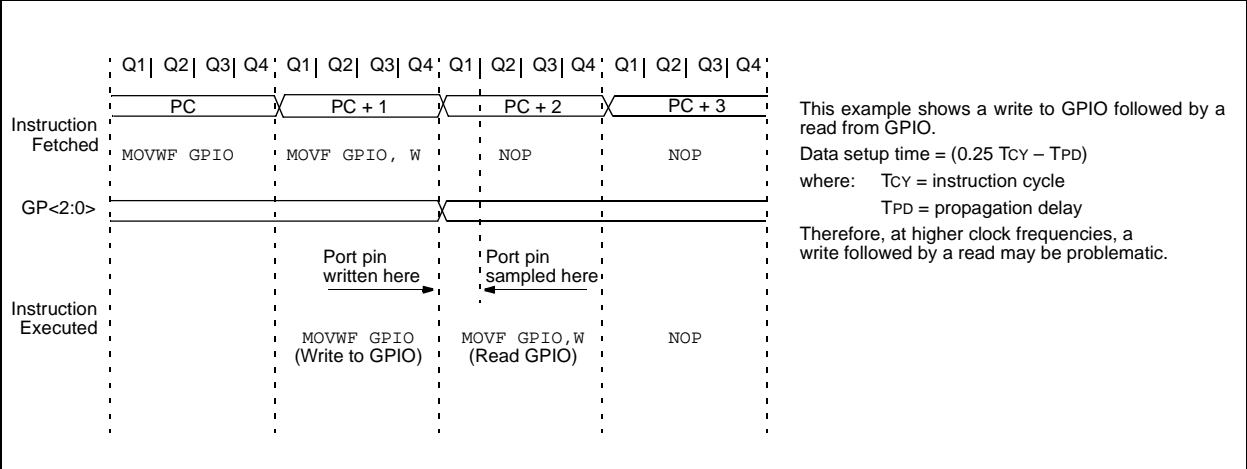 Q1| Q2| Q3| Q4 Q1| Q2| Q3| Q4 Q1| Q2| Q3| Q4 Q1| Q2| Q3| Q4
PC PC + 1 PC + 2 PC + 3
Instruction
Fetched
MOVWF GPIO MOVF GPIO, W NOP NOP
GP<2:0>
Port pin
written here
Port pin
sampled here
Instruction
Executed
MOVWF GPIO
(Write to GPIO)
MOVF GPIO,W
(Read GPIO)
NOP
This example shows a write to GPIO followed by a
read from GPIO.
Data setup time = (0.25 TCY – TPD)
where: TCY = instruction cycle
TPD = propagation delay
Therefore, at higher clock frequencies, a
write followed by a read may be problematic.